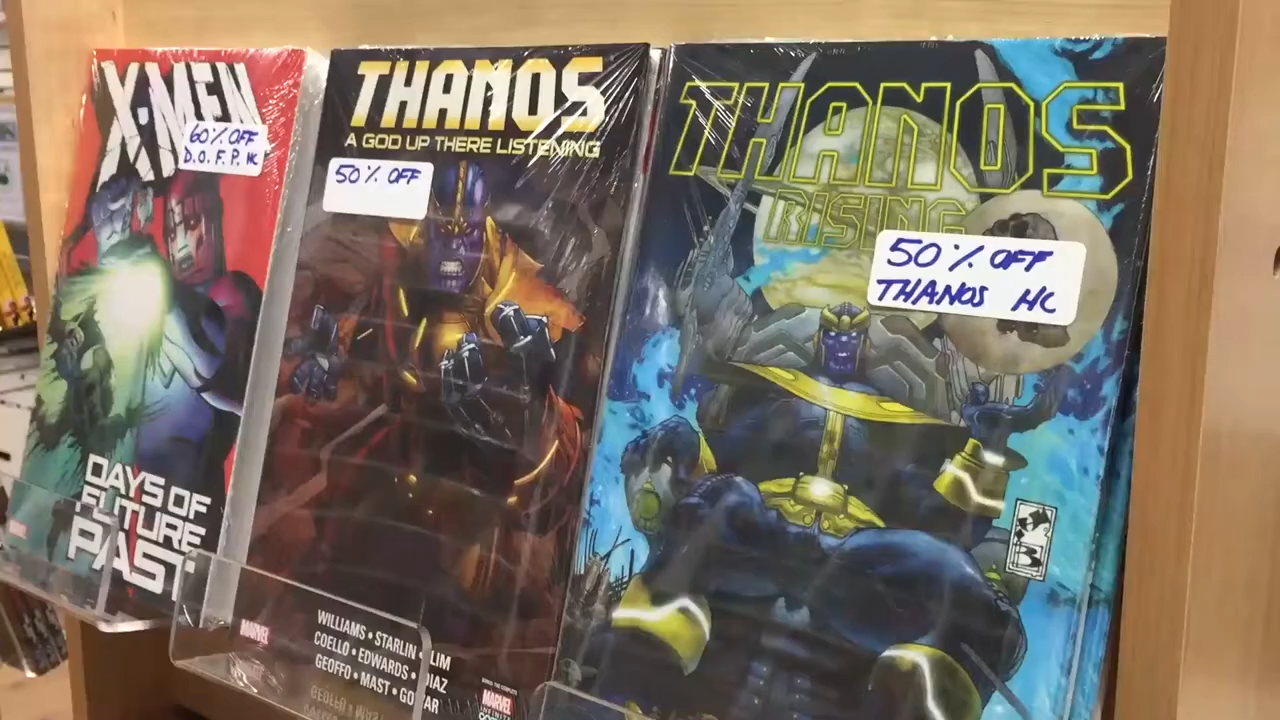 X-MEN
60% OFF
D.O.F.P. HC
DAYS OF
FUTURE
PAST
THANOS
A GOD UP THERE LISTENING
50% OFF
MARVEL
WILLIAMS • STARLIN • LIM
COELLO • EDWARDS • DIAZ
GEOFFO • MAST •
MARVEL
THANOS
RISING
50% OFF
THANOS HC